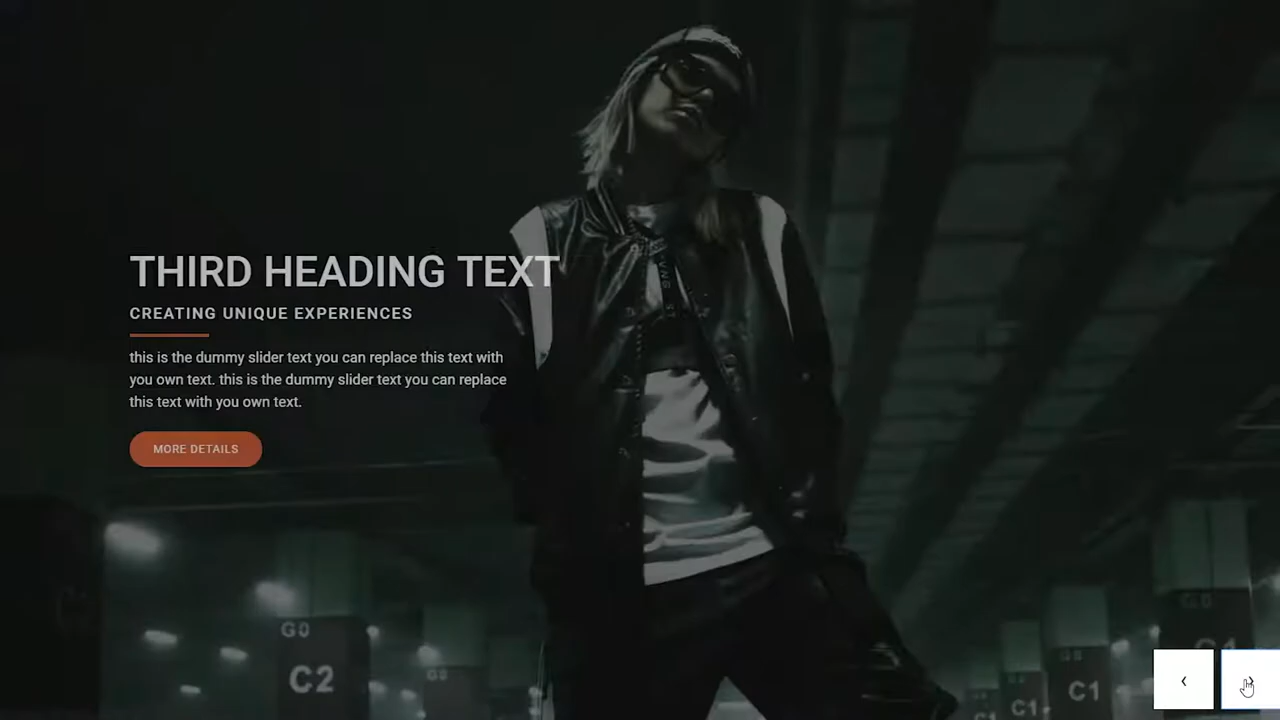 THIRD HEADING TEXT
CREATING UNIQUE EXPERIENCES
this is the dummy slider text you can replace this text with
you own text. this is the dummy slider text you can replace
this text with you own text.
MORE DETAILS
G0
C2
C1
C1